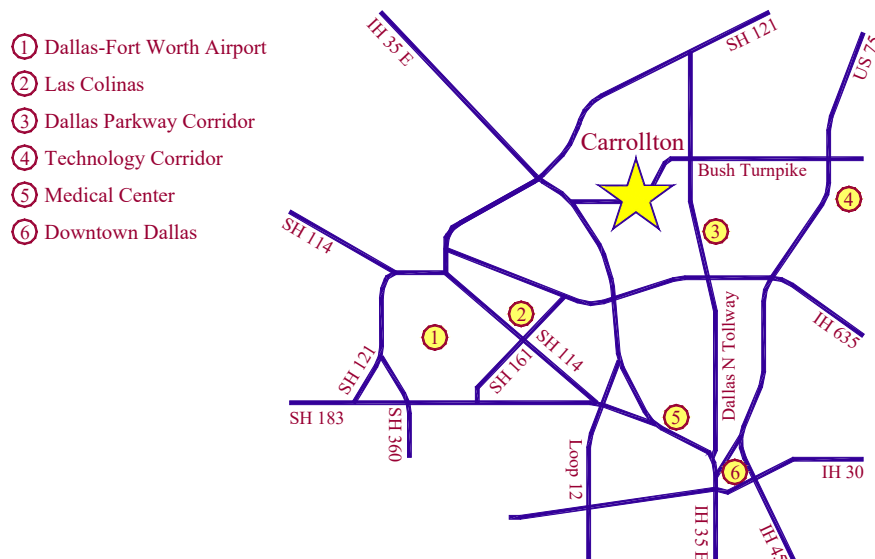 1 Dallas-Fort Worth Airport
2 Las Colinas
3 Dallas Parkway Corridor
4 Technology Corridor
5 Medical Center
6 Downtown Dallas
IH 35 E
SH 121
US 75
Carrollton
Bush Turnpike
4
3
SH 114
2
1
IH 635
Dallas N Tollway
SH 121
SH 161
SH 114
SH 183
SH 360
5
Loop 12
6
IH 30
IH 35 E
IH 45